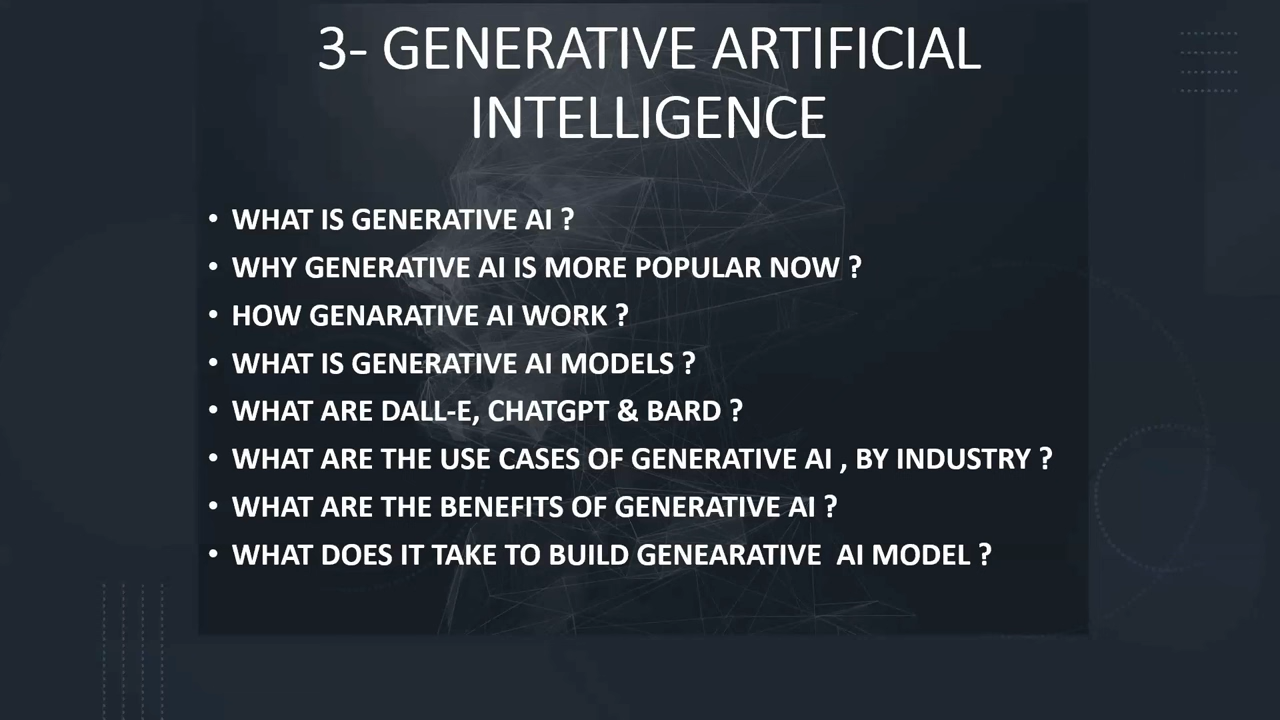 3- GENERATIVE ARTIFICIAL
INTELLIGENCE
• WHAT IS GENERATIVE AI ?
• WHY GENERATIVE AI IS MORE POPULAR NOW ?
• HOW GENARATIVE AI WORK ?
• WHAT IS GENERATIVE AI MODELS ?
• WHAT ARE DALL-E, CHATGPT & BARD ?
• WHAT ARE THE USE CASES OF GENERATIVE AI , BY INDUSTRY ?
• WHAT ARE THE BENEFITS OF GENERATIVE AI ?
• WHAT DOES IT TAKE TO BUILD GENEARATIVE  AI MODEL ?